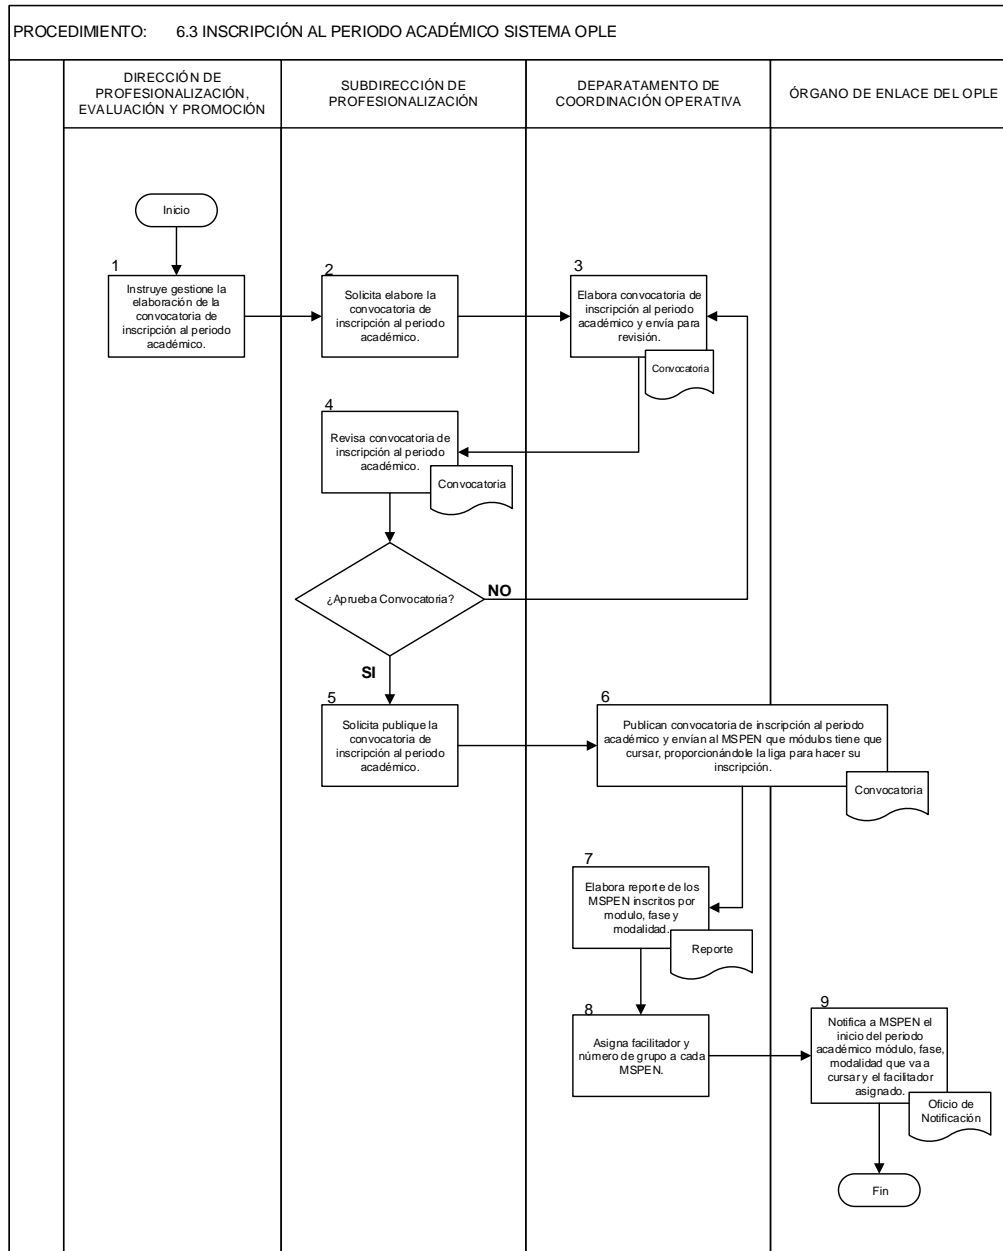 PROCEDIMIENTO: 6.3 INSCRIPCIÓN AL PERIODO ACADÉMICO SISTEMA OPLE
DIRECCIÓN DE
PROFESIONALIZACIÓN,
EVALUACIÓN Y PROMOCIÓN
SUBDIRECCIÓN DE
PROFESIONALIZACIÓN
DEPARTAMENTO DE
COORDINACIÓN OPERATIVA
ÓRGANO DE ENLACE DEL OPLE
Inicio
1
Instruye gestione la
elaboración de la
convocatoria de
inscripción al periodo
académico.
2
Solicita elabore la
convocatoria de
inscripción al periodo
académico.
3
Elabora convocatoria de
inscripción al periodo
académico y envía para
revisión.
Convocatoria
4
Revisa convocatoria de
inscripción al periodo
académico.
Convocatoria
¿Aprueba Convocatoria?
NO
SI
5
Solicita publique la
convocatoria de
inscripción al periodo
académico.
6
Publican convocatoria de inscripción al periodo
académico y envían al MSPEN que módulos tiene que
cursar, proporcionándole la liga para hacer su
inscripción.
Convocatoria
7
Elabora reporte de los
MSPEN inscritos por
modulo, fase y
modalidad.
Reporte
8
Asigna facilitador y
número de grupo a cada
MSPEN.
9
Notifica a MSPEN el
inicio del periodo
académico módulo, fase,
modalidad que va a
cursar y el facilitador
asignado.
Oficio de
Notificación
Fin